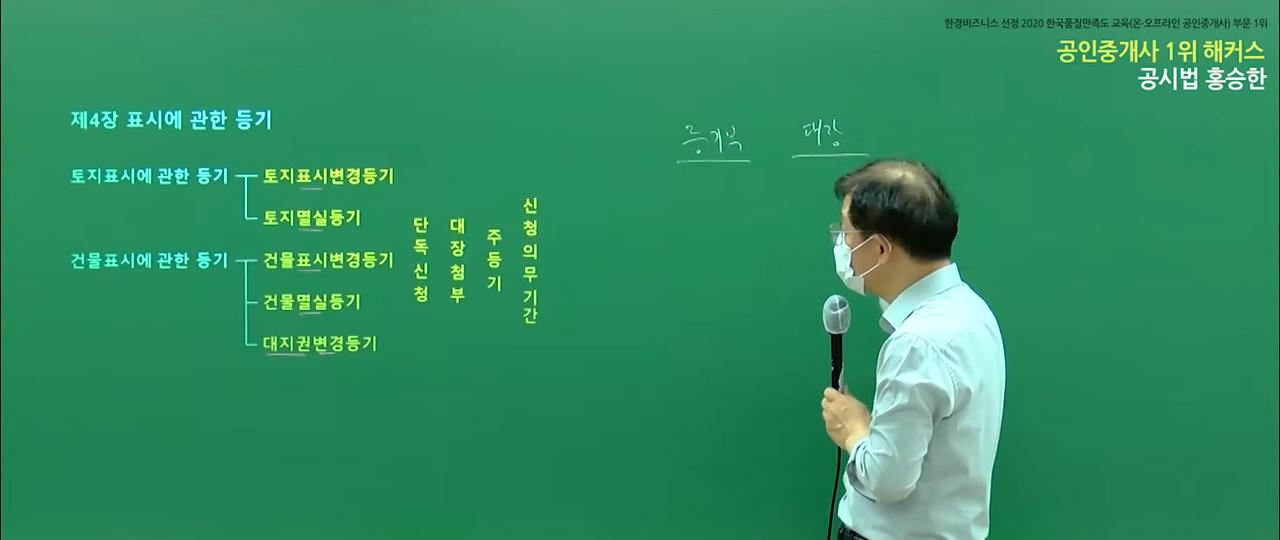 한경비즈니스 선정 2020 한국품질만족도 교육(온·오프라인 공인중개사) 부문 1위
공인중개사 1위 해커스
공시법 홍승한
제4장 표시에 관한 등기
등기부 대장
토지표시에 관한 등기
토지표시변경등기
토지멸실등기
건물표시에 관한 등기
건물표시변경등기
건물멸실등기
대지권변경등기
단독신청
대장첨부
주등기
신청의무기간